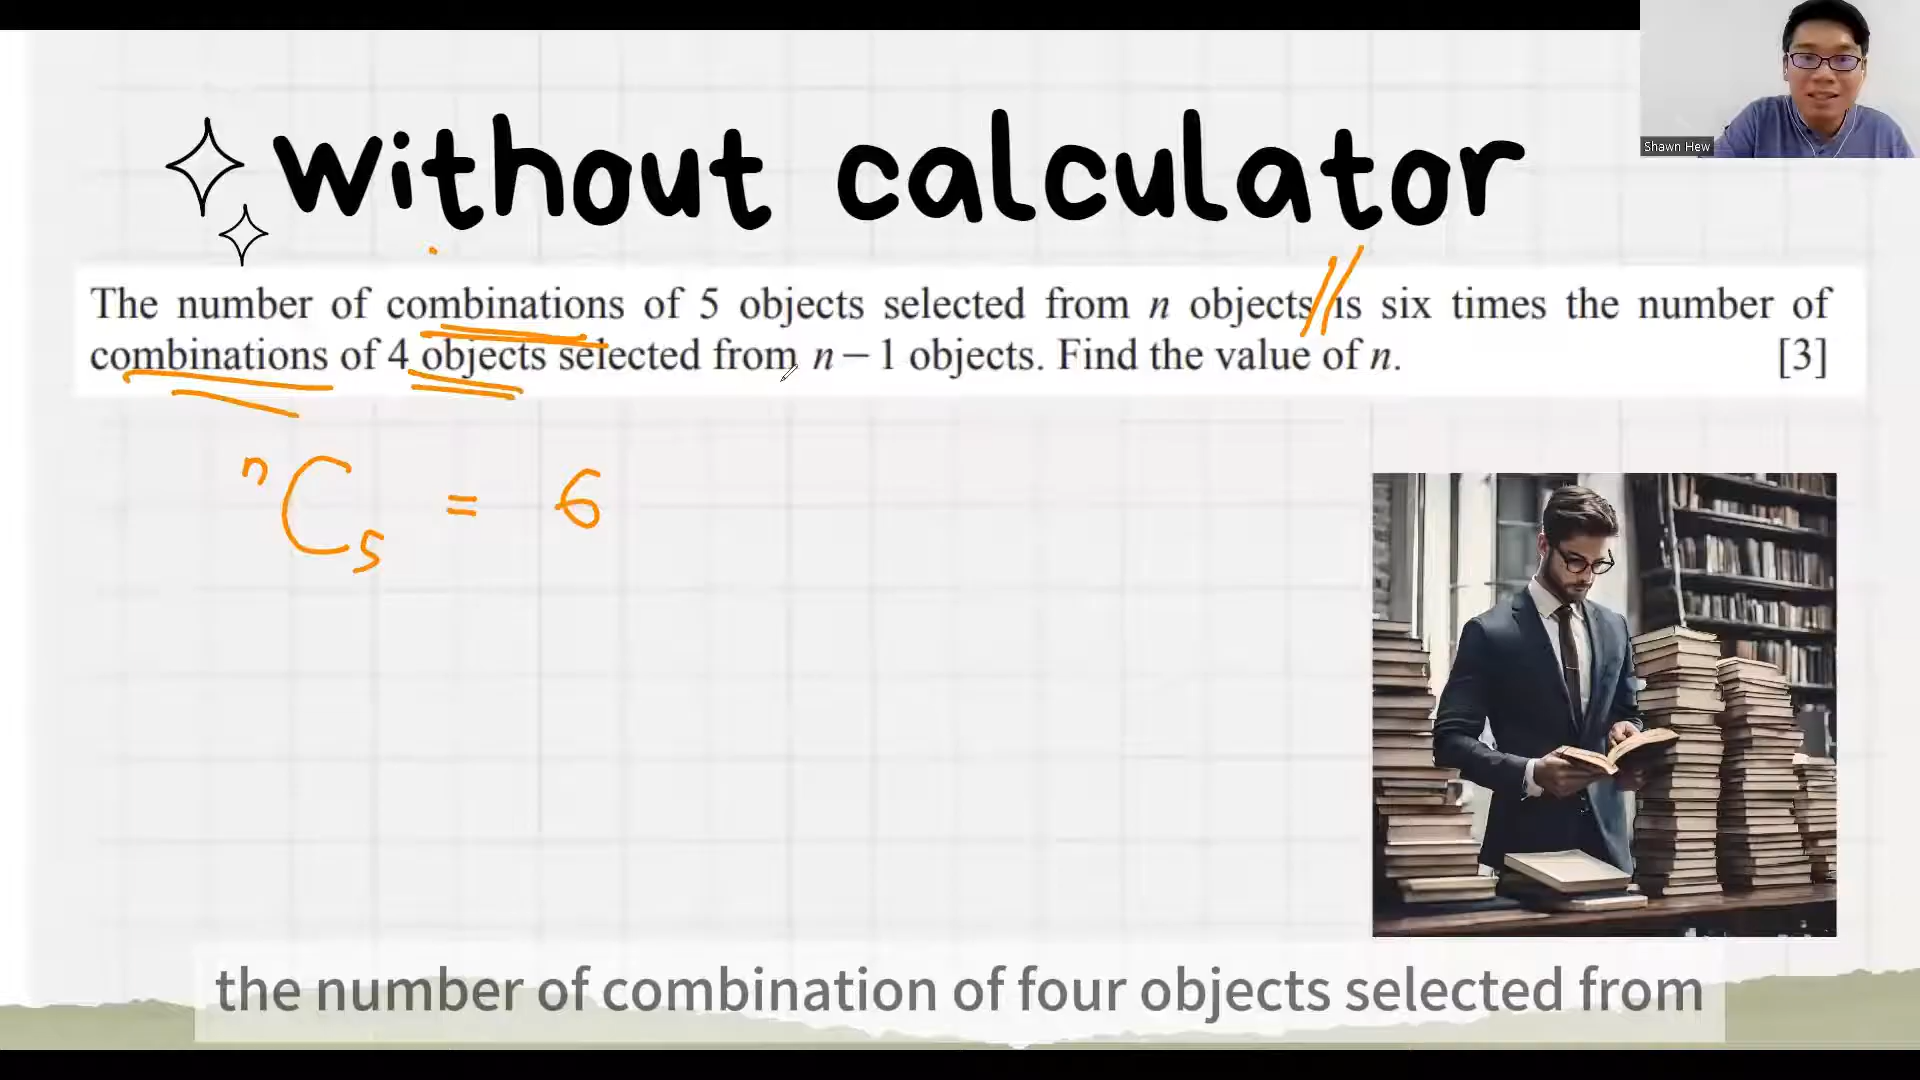 without calculator
Shawn Hew
The number of combinations of 5 objects selected from n objects is six times the number of
combinations of 4 objects selected from n − 1 objects. Find the value of n. [3]
ⁿC₅ = 6
the number of combination of four objects selected from